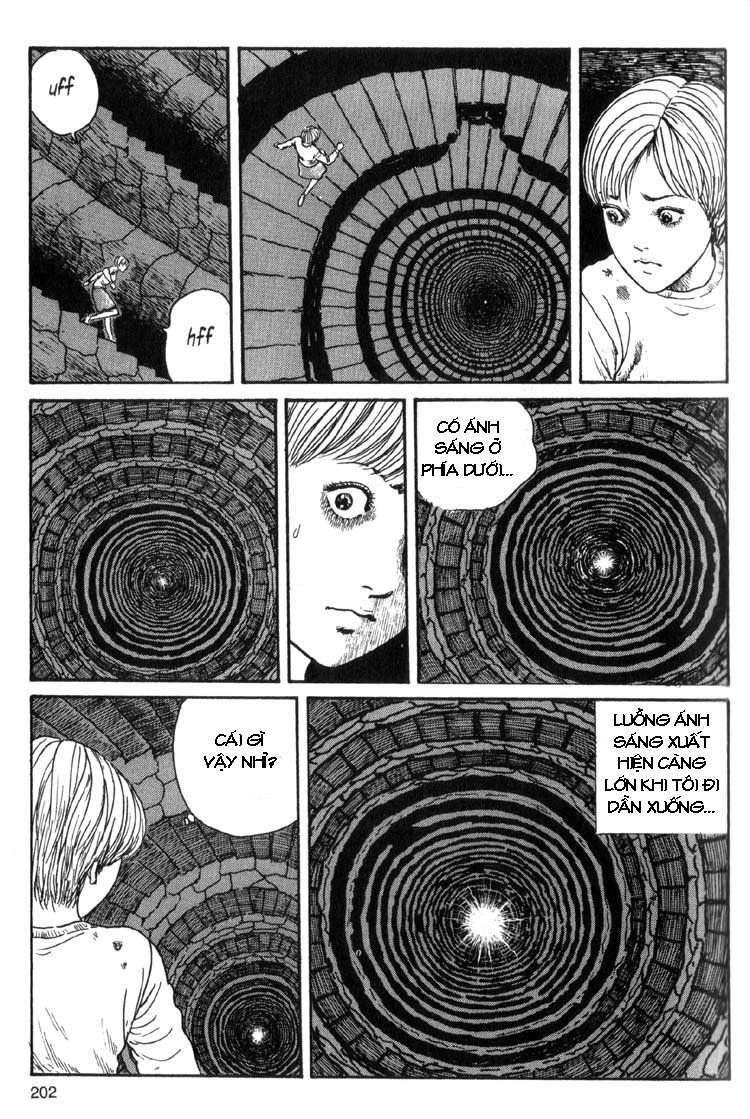 uff
hff
CÓ ÁNH
SÁNG Ở
PHÍA DƯỚI...
CÁI GÌ
VẬY NHỈ?
LUỒNG ÁNH
SÁNG XUẤT
HIỆN CÀNG
LỚN KHI TÔI ĐI
DẦN XUỐNG...
202